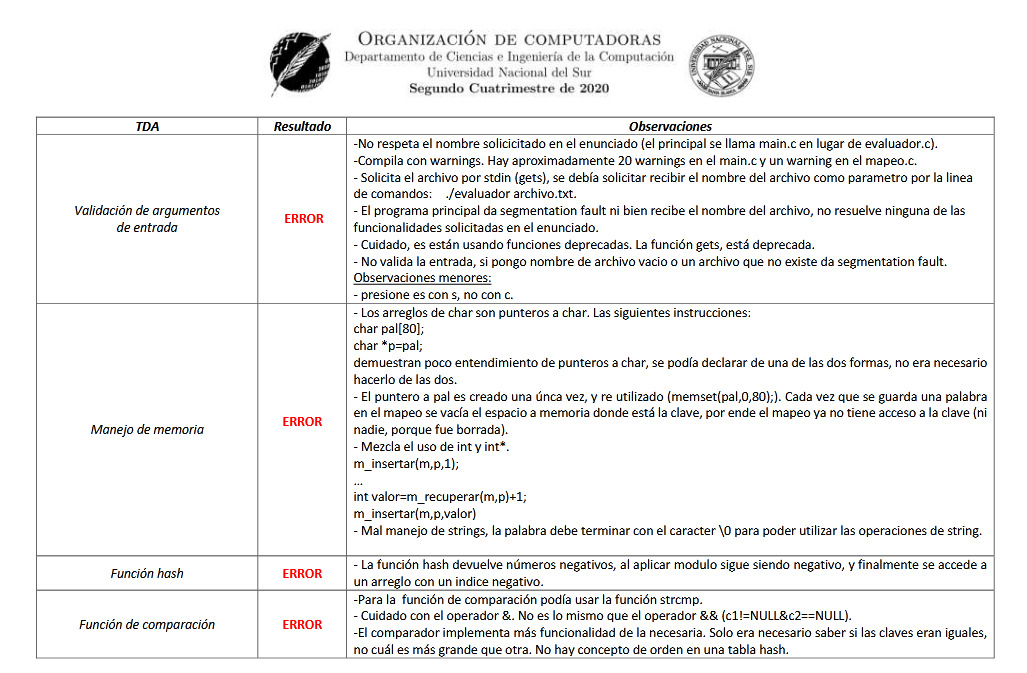 ORGANIZACIÓN DE COMPUTADORAS
Departamento de Ciencias e Ingeniería de la Computación
Universidad Nacional del Sur
Segundo Cuatrimestre de 2020
TDA
Resultado
Observaciones
Validación de argumentos
de entrada
ERROR
-No respeta el nombre solicicitado en el enunciado (el principal se llama main.c en lugar de evaluador.c).
-Compila con warnings. Hay aproximadamente 20 warnings en el main.c y un warning en el mapeo.c.
- Solicita el archivo por stdin (gets), se debía solicitar recibir el nombre del archivo como parametro por la linea
de comandos: ./evaluador archivo.txt.
- El programa principal da segmentation fault ni bien recibe el nombre del archivo, no resuelve ninguna de las
funcionalidades solicitadas en el enunciado.
- Cuidado, es están usando funciones deprecadas. La función gets, está deprecada.
- No valida la entrada, si pongo nombre de archivo vacio o un archivo que no existe da segmentation fault.
Observaciones menores:
- presione es con s, no con c.
Manejo de memoria
ERROR
- Los arreglos de char son punteros a char. Las siguientes instrucciones:
char pal[80];
char *p=pal;
demuestran poco entendimiento de punteros a char, se podía declarar de una de las dos formas, no era necesario
hacerlo de las dos.
- El puntero a pal es creado una únca vez, y re utilizado (memset(pal,0,80);). Cada vez que se guarda una palabra
en el mapeo se vacía el espacio a memoria donde está la clave, por ende el mapeo ya no tiene acceso a la clave (ni
nadie, porque fue borrada).
- Mezcla el uso de int y int*.
m_insertar(m,p,1);
...
int valor=m_recuperar(m,p)+1;
m_insertar(m,p,valor)
- Mal manejo de strings, la palabra debe terminar con el caracter \0 para poder utilizar las operaciones de string.
Función hash
ERROR
- La función hash devuelve números negativos, al aplicar modulo sigue siendo negativo, y finalmente se accede a
un arreglo con un indice negativo.
Función de comparación
ERROR
-Para la función de comparación podía usar la función strcmp.
- Cuidado con el operador &. No es lo mismo que el operador && (c1!=NULL&c2==NULL).
-El comparador implementa más funcionalidad de la necesaria. Solo era necesario saber si las claves eran iguales,
no cuál es más grande que otra. No hay concepto de orden en una tabla hash.